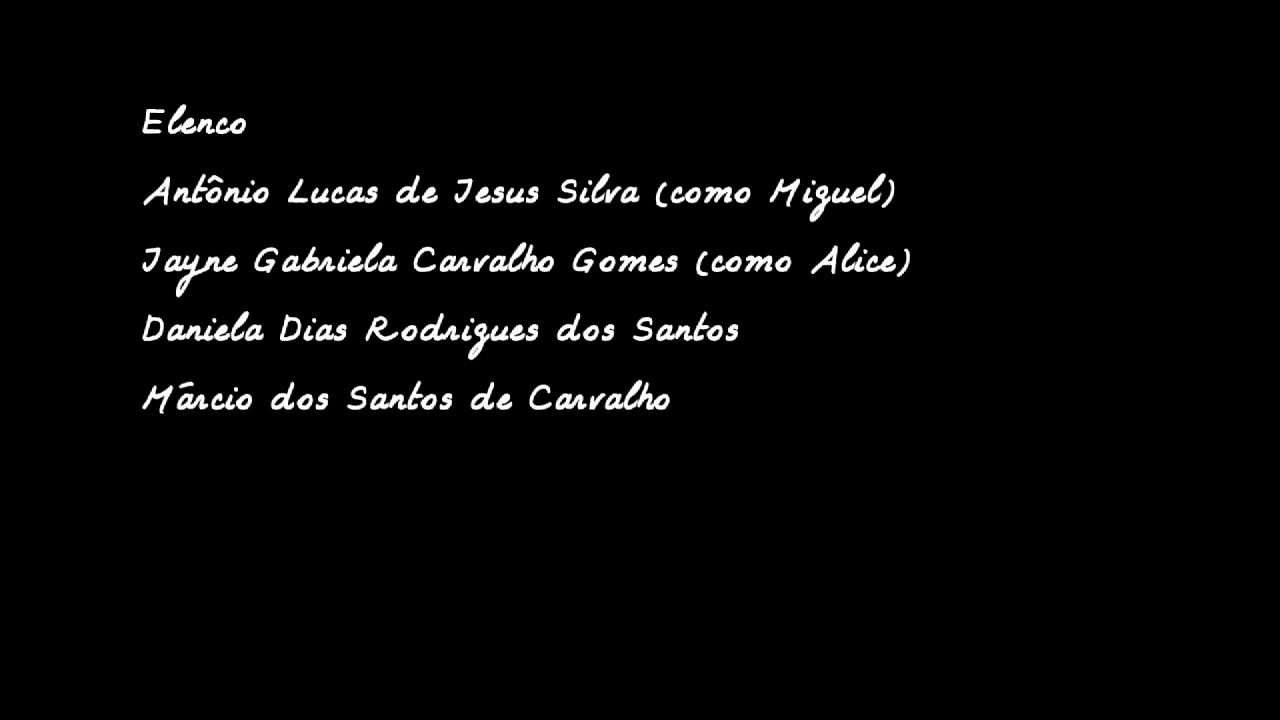 Elenco
Antônio Lucas de Jesus Silva (como Miguel)
Jayne Gabriela Carvalho Gomes (como Alice)
Daniela Dias Rodrigues dos Santos
Márcio dos Santos de Carvalho